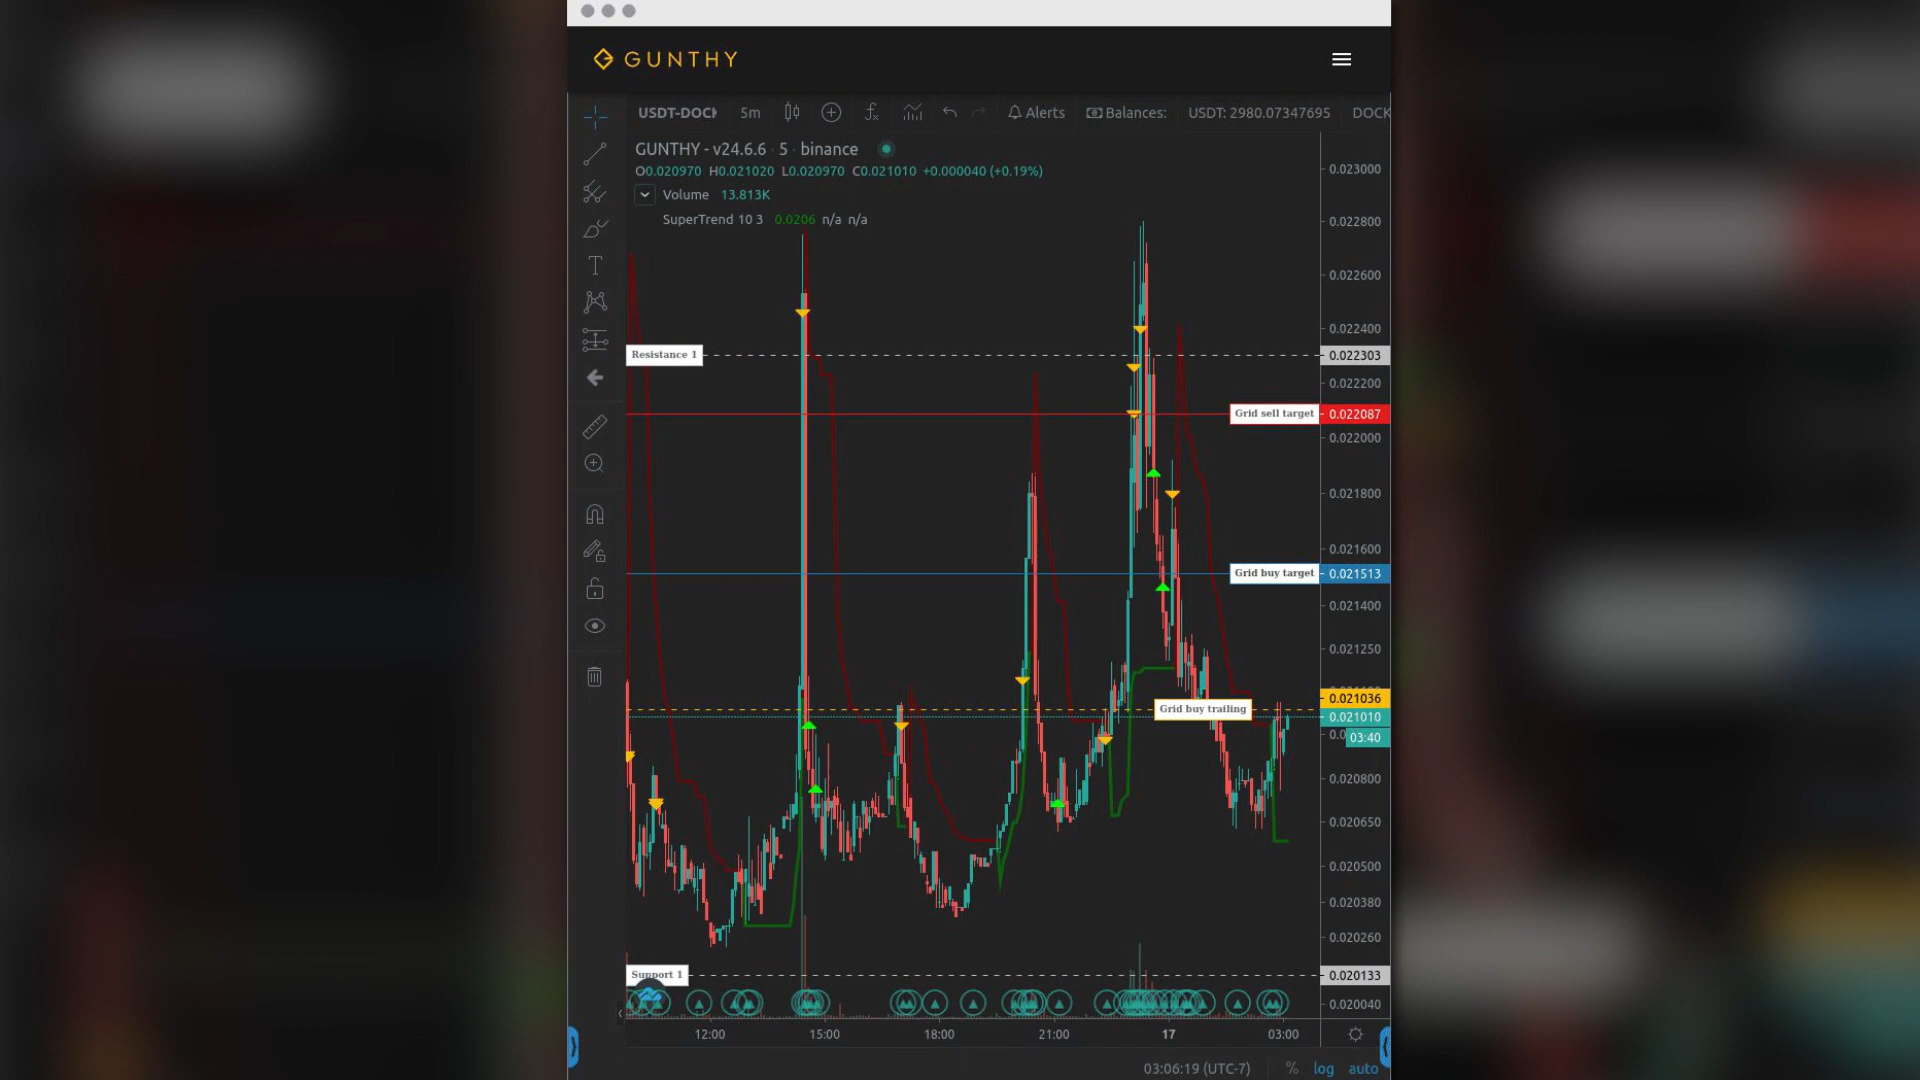 GUNTHY
USDT-DOCK 5m Alerts Balances: USDT: 2980.07347695 DOCK
GUNTHY - v24.6.6 · 5 · binance
O0.020970 H0.021020 L0.020970 C0.021010 +0.000040 (+0.19%)
Volume 13.813K
SuperTrend 10 3 0.0206 n/a n/a
0.023000
0.022800
0.022600
0.022400
Resistance 1
0.022303
0.022200
Grid sell target
0.022087
0.022000
0.021800
0.021600
Grid buy target
0.021513
0.021400
0.021250
0.021036
Grid buy trailing
0.021010
03:40
0.020800
0.020650
0.020500
0.020380
0.020260
Support 1
0.020133
0.020040
12:00 15:00 18:00 21:00 17 03:00
03:06:19 (UTC-7) % log auto